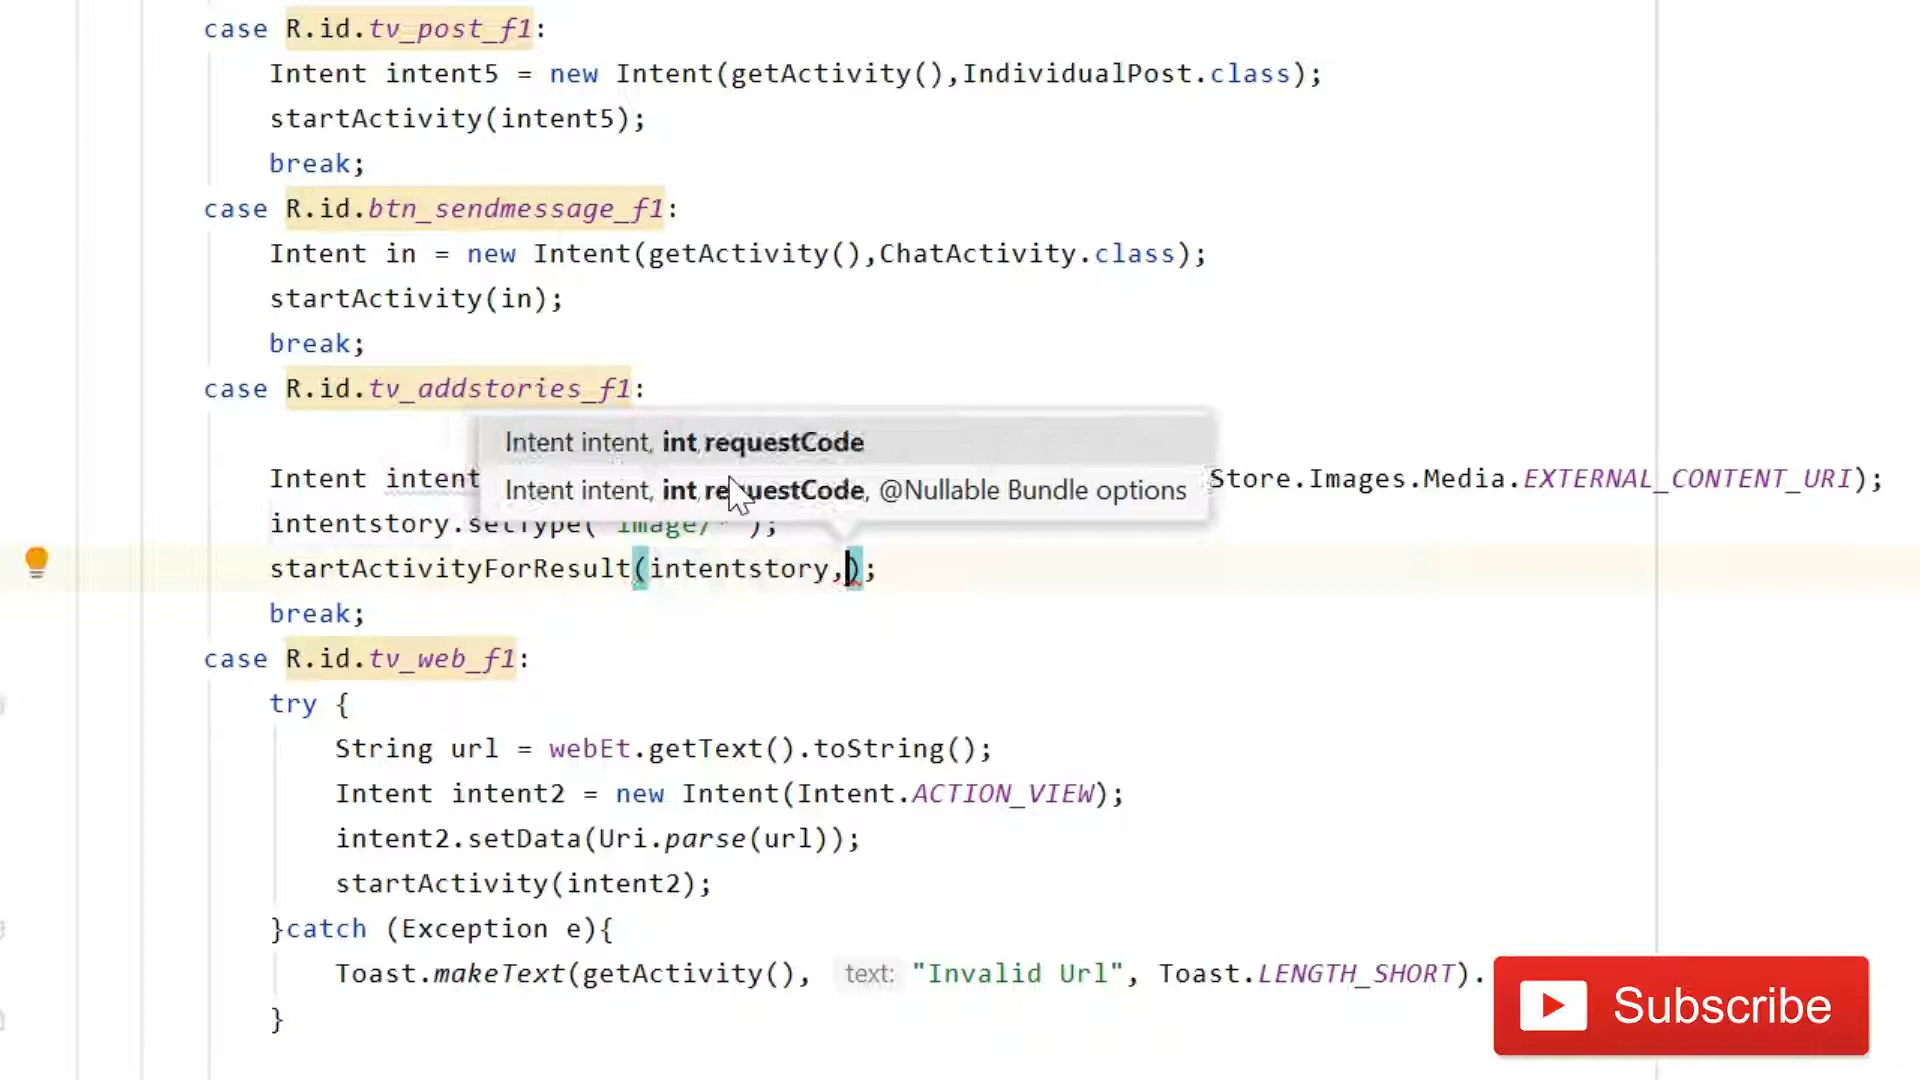 case R.id.tv_post_f1:
Intent intent5 = new Intent(getActivity(),IndividualPost.class);
startActivity(intent5);
break;
case R.id.btn_sendmessage_f1:
Intent in = new Intent(getActivity(),ChatActivity.class);
startActivity(in);
break;
case R.id.tv_addstories_f1:
Intent intent, int requestCode
Intent intent Store.Images.Media.EXTERNAL_CONTENT_URI);
Intent intent, int requestCode, @Nullable Bundle options
intentstory.setType("image/*");
startActivityForResult(intentstory,);
break;
case R.id.tv_web_f1:
try {
String url = webEt.getText().toString();
Intent intent2 = new Intent(Intent.ACTION_VIEW);
intent2.setData(Uri.parse(url));
startActivity(intent2);
}catch (Exception e){
Toast.makeText(getActivity(), text: "Invalid Url", Toast.LENGTH_SHORT).
}
Subscribe